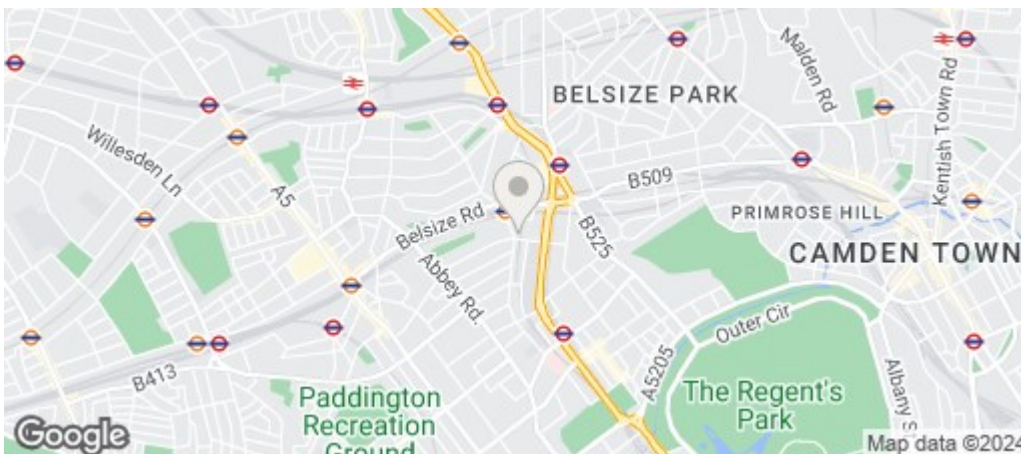 BELSIZE PARK
Malden Rd
Kentish Town Rd
Willesden Ln
A5
B509
Belsize Rd
B525
PRIMROSE HILL
CAMDEN TOWN
Abbey Rd.
Outer Cir
A5205
B413
Albany S
Paddington
Recreation
Ground
The Regent's
Park
Google
Map data ©2024